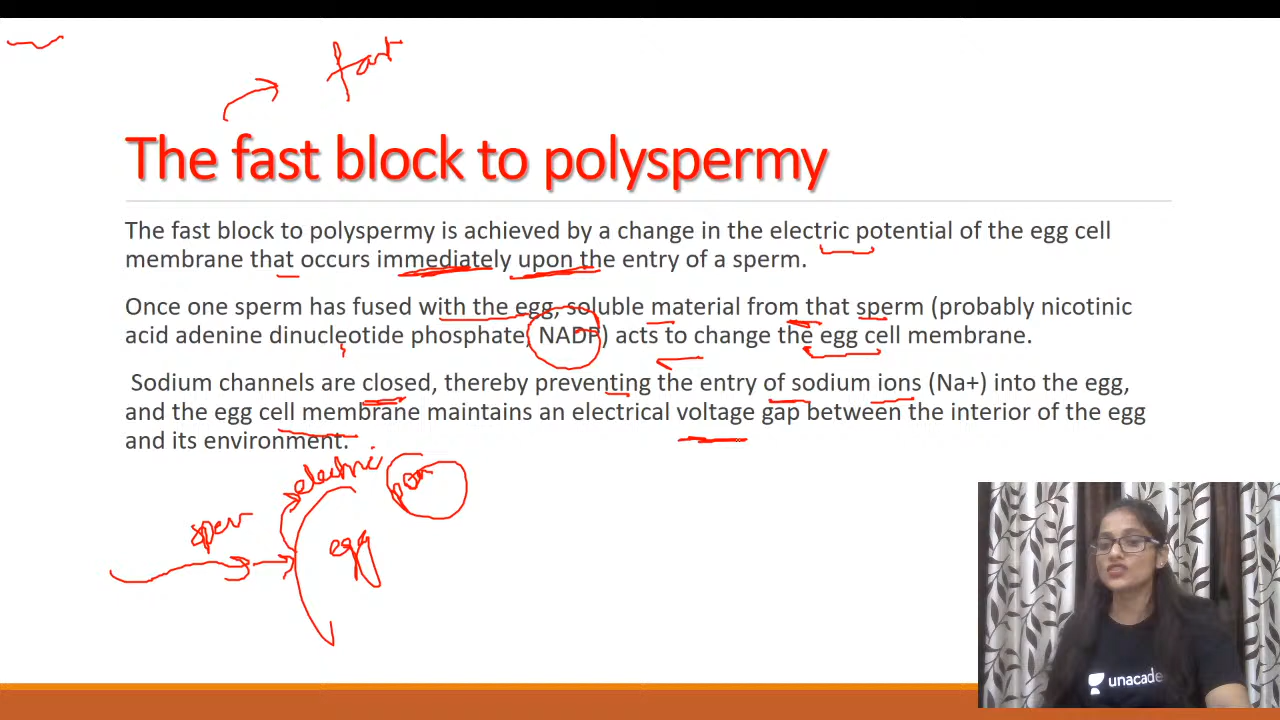 fast
The fast block to polyspermy
The fast block to polyspermy is achieved by a change in the electric potential of the egg cell
membrane that occurs immediately upon the entry of a sperm.
Once one sperm has fused with the egg, soluble material from that sperm (probably nicotinic
acid adenine dinucleotide phosphate, NADP) acts to change the egg cell membrane.
Sodium channels are closed, thereby preventing the entry of sodium ions (Na+) into the egg,
and the egg cell membrane maintains an electrical voltage gap between the interior of the egg
and its environment.
electric
sperm
egg
unacade